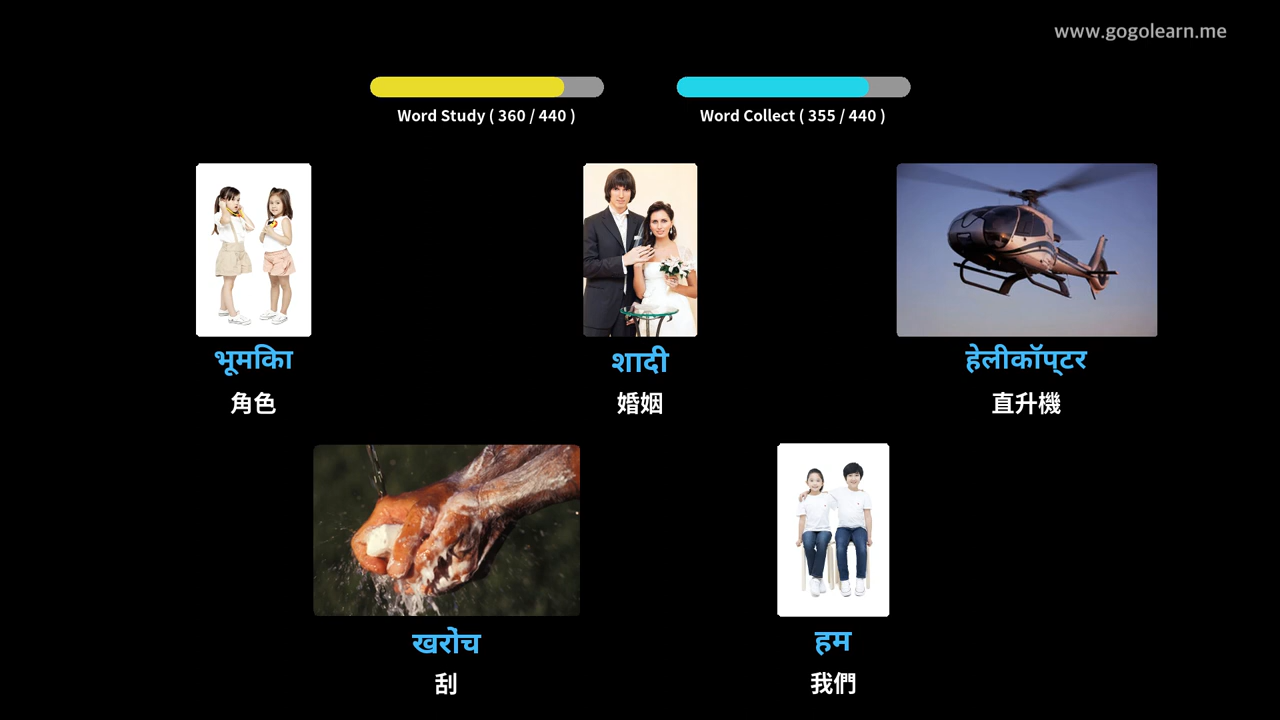 www.gogolearn.me
Word Study ( 360 / 440 )
Word Collect ( 355 / 440 )
भूमिका
角色
शादी
婚姻
हेलीकॉप्टर
直升機
खरोंच
刮
हम
我們